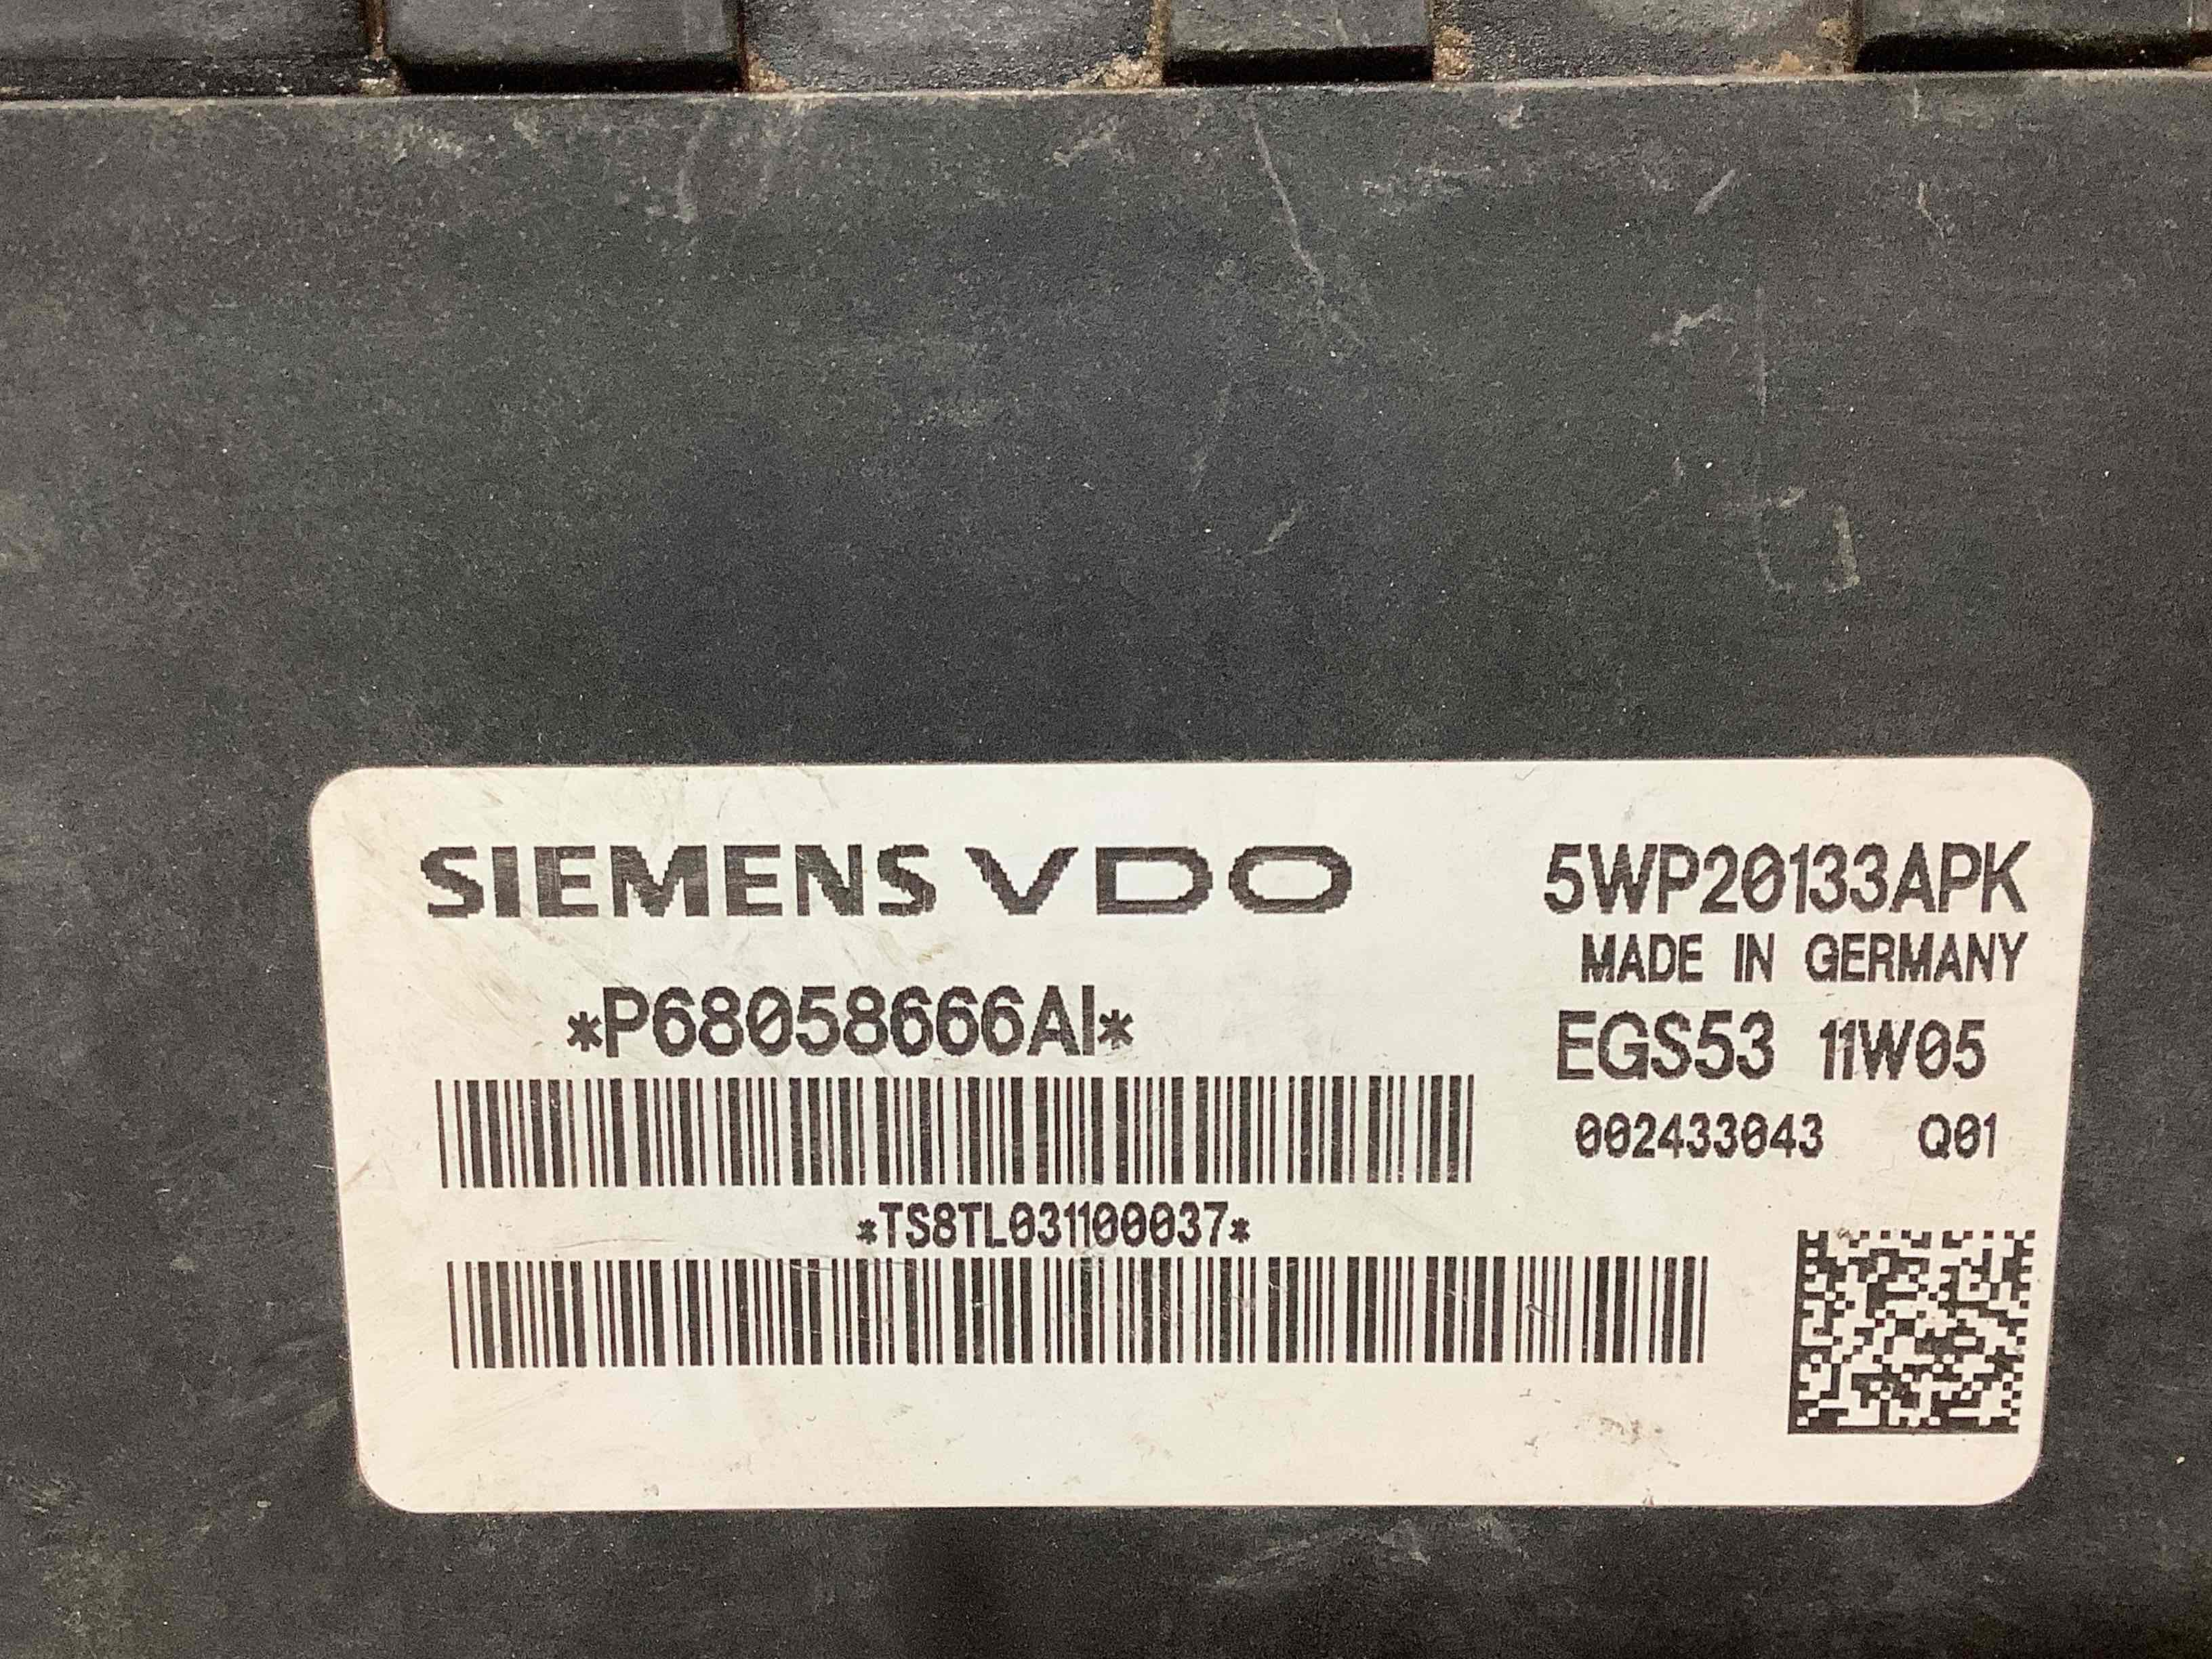 SIEMENS VDO
5WP20133APK
MADE IN GERMANY
*P68058666AI*
EGS53 11W05
002433043 Q01
*TS8TL031100037*